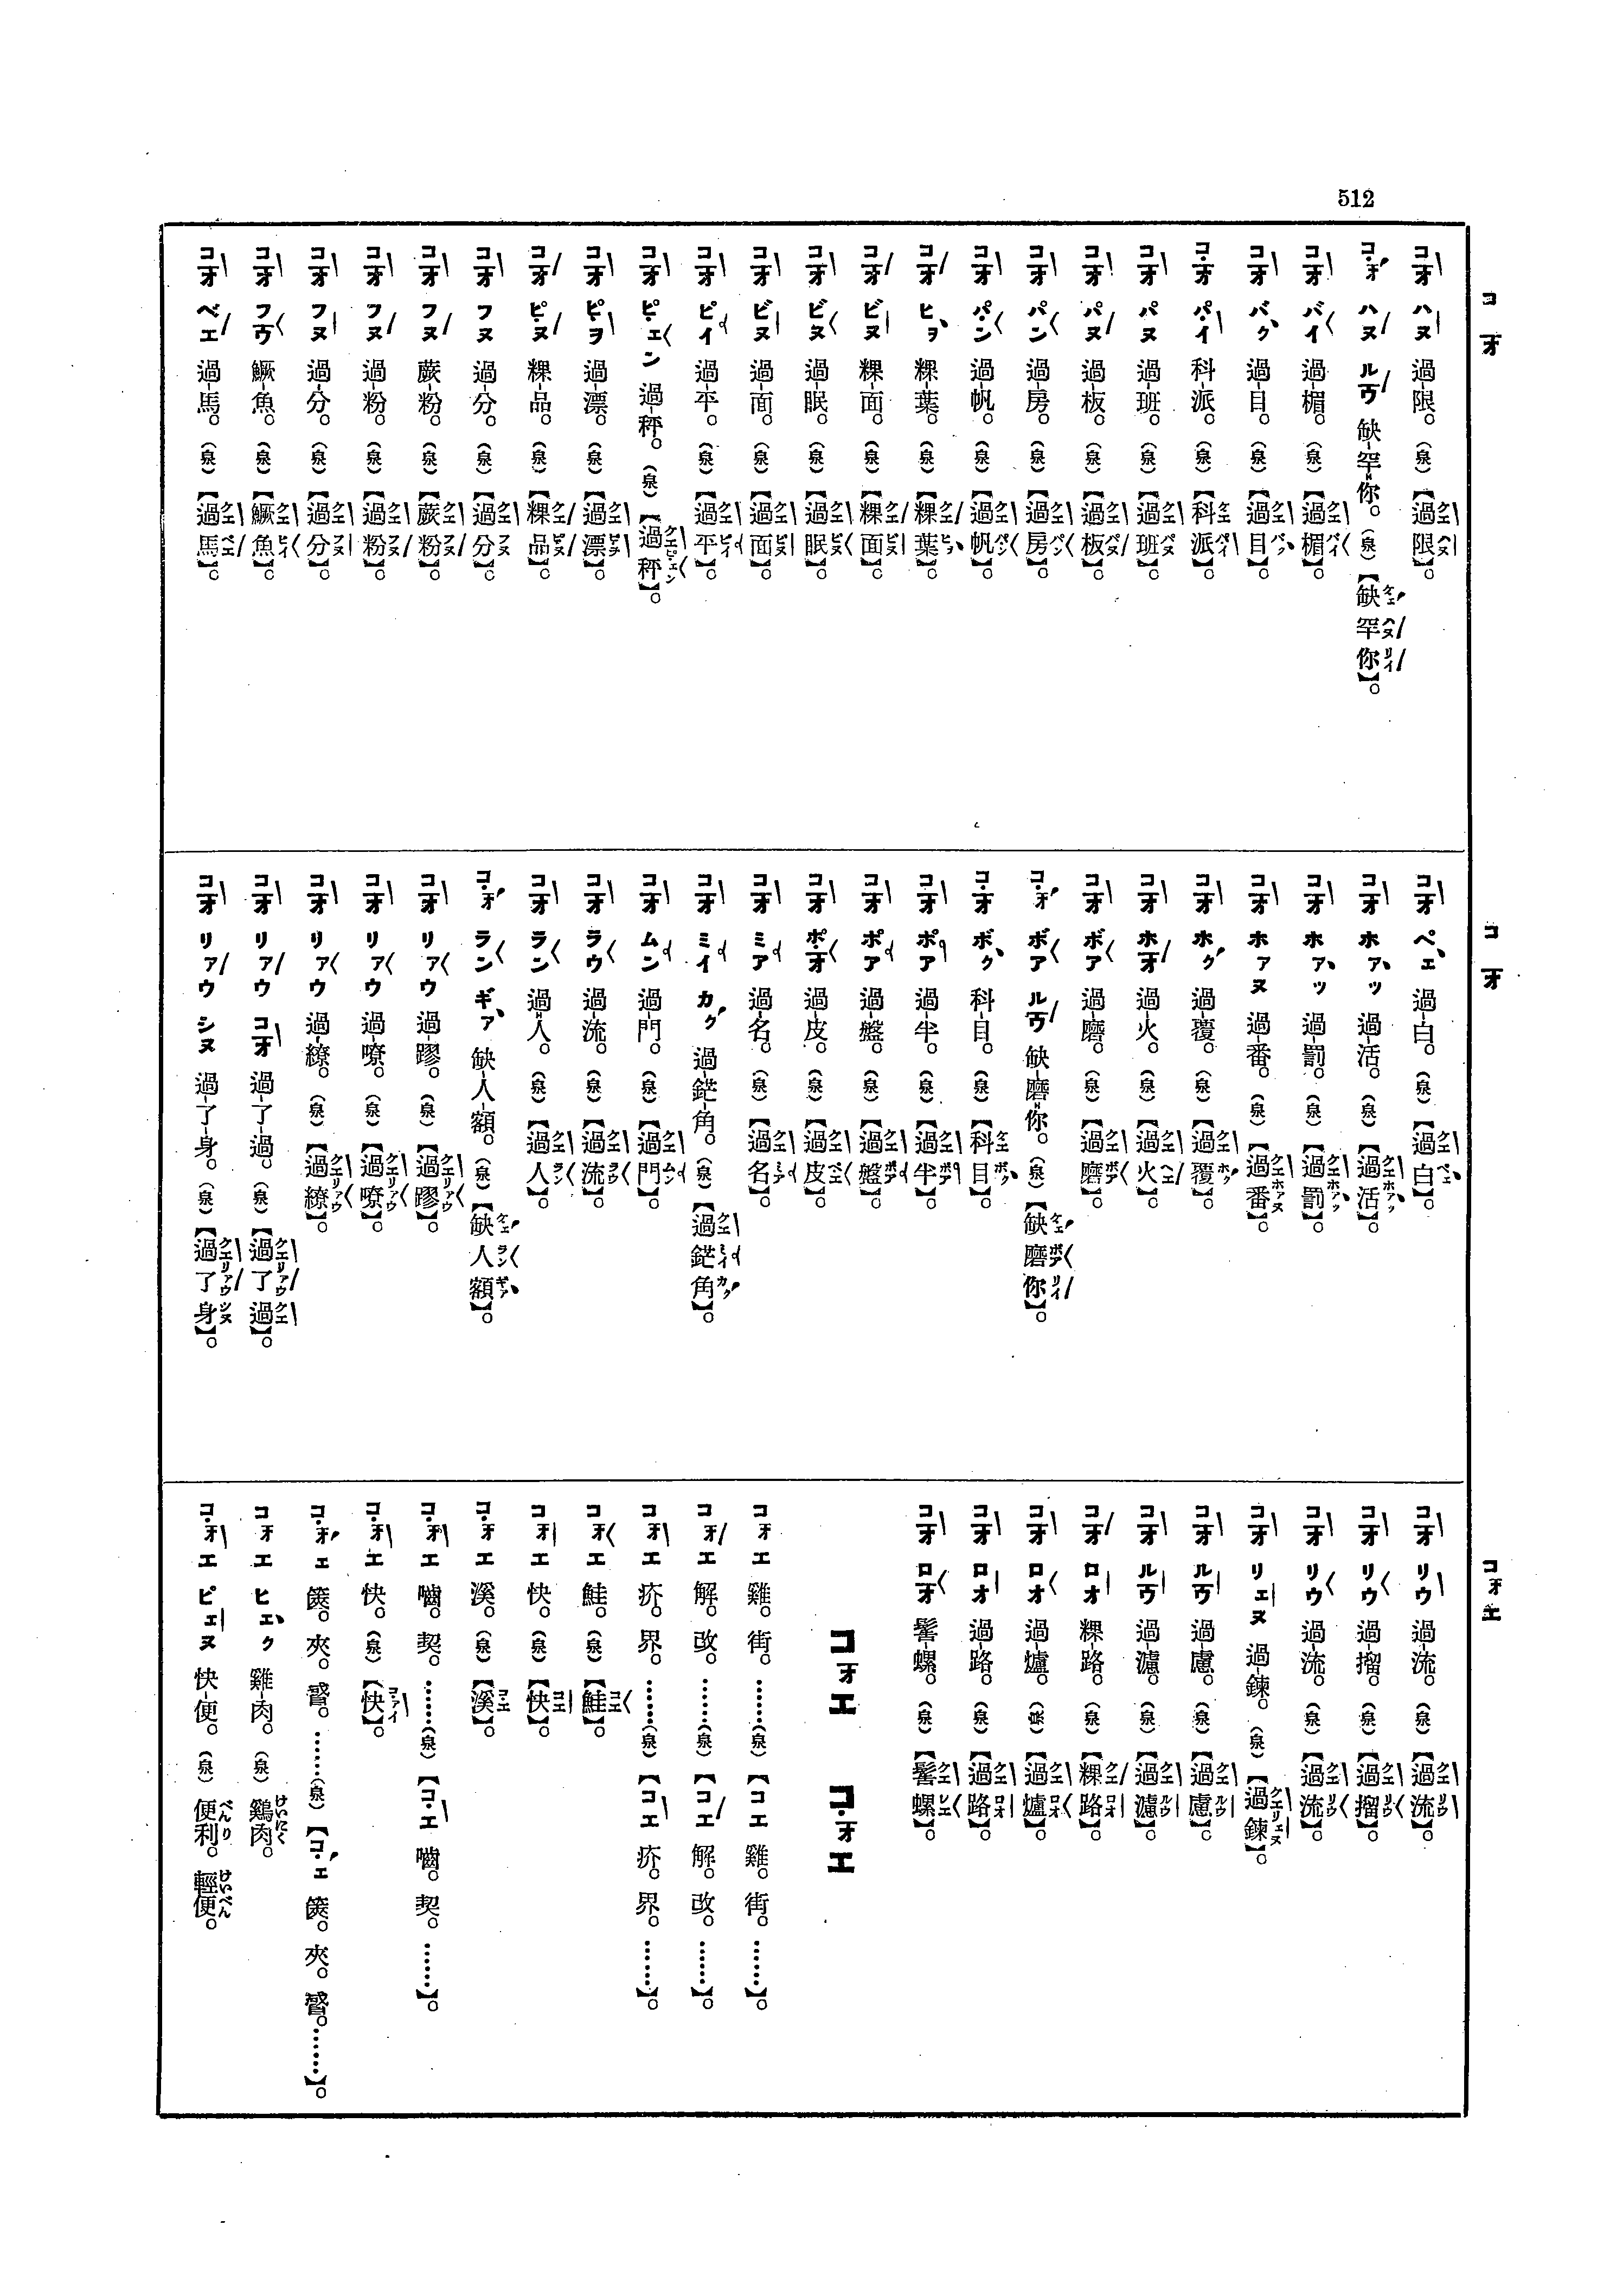 512
コオ
コオ ハヌ 過-限。（泉）【過限】。
コオ ハヌ ルウ 缺-罕你。（泉）【缺罕你】。
コオ バイ 過-楣。（泉）【過楣】。
コオ バク 過-目。（泉）【過目】。
コオ パイ 科-派。（泉）【科派】。
コオ パヌ 過-班。（泉）【過班】。
コオ パヌ 過-板。（泉）【過板】。
コオ パン 過-房。（泉）【過房】。
コオ パン 過-帆。（泉）【過帆】。
コオ ヒヲ 粿-葉。（泉）【粿葉】。
コオ ビヌ 粿-面。（泉）【粿面】。
コオ ビヌ 過-眠。（泉）【過眠】。
コオ ビヌ 過-面。（泉）【過面】。
コオ ピイ 過-平。（泉）【過平】。
コオ ピェン 過-秤。（泉）【過秤】。
コオ ピヲ 過-漂。（泉）【過漂】。
コオ ピヌ 粿-品。（泉）【粿品】。
コオ フヌ 過-分。（泉）【過分】。
コオ フヌ 蕨-粉。（泉）【蕨粉】。
コオ フヌ 過-粉。（泉）【過粉】。
コオ フヌ 過-分。（泉）【過分】。
コオ フウ 鱖-魚。（泉）【鱖魚】。
コオ ベエ 過-馬。（泉）【過馬】。
コオ
コオ ペェ 過-白。（泉）【過白】。
コオ ホァッ 過-活。（泉）【過活】。
コオ ホァッ 過-罰。（泉）【過罰】。
コオ ホァヌ 過-番。（泉）【過番】。
コオ ホク 過-覆。（泉）【過覆】。
コオ ホオ 過-火。（泉）【過火】。
コオ ボア 過-磨。（泉）【過磨】。
コオ ボア ルウ 缺-磨你。（泉）【缺磨你】。
コオ ボク 科-目。（泉）【科目】。
コオ ポア 過-半。（泉）【過半】。
コオ ポア 過-盤。（泉）【過盤】。
コオ ポオ 過-皮。（泉）【過皮】。
コオ ミア 過-名。（泉）【過名】。
コオ ミイ カク 過-鋩-角。（泉）【過鋩角】。
コオ ムン 過-門。（泉）【過門】。
コオ ラウ 過-流。（泉）【過流】。
コオ ラン 過-人。（泉）【過人】。
コオ ラン ギァ 缺-人-額。（泉）【缺人額】。
コオ リァウ 過-蹘。（泉）【過蹘】。
コオ リァウ 過-嘹。（泉）【過嘹】。
コオ リァウ 過-繚。（泉）【過繚】。
コオ リァウ コオ 過-了-過。（泉）【過了過】。
コオ リァウ シヌ 過-了-身。（泉）【過了身】。
コオエ
コオ リウ 過-流。（泉）【過流】。
コオ リウ 過-摺。（泉）【過摺】。
コオ リウ 過-流。（泉）【過流】。
コオ リェヌ 過-鍊。（泉）【過鍊】。
コオ ルウ 過-慮。（泉）【過慮】。
コオ ルウ 過-濾。（泉）【過濾】。
コオ ロオ 粿-路。（泉）【粿路】。
コオ ロオ 過-爐。（泉）【過爐】。
コオ ロオ 過-路。（泉）【過路】。
コオ ロオ 髻-螺。（泉）【髻螺】。
コオエ コオエ
コオエ 雞。街。……（泉）【コエ 雞。街。……】。
コオエ 解。改。……（泉）【コエ 解。改。……】。
コオエ 疥。界。……（泉）【コエ 疥。界。……】。
コオエ 鮭。（泉）【鮭】。
コオエ 快。（泉）【快】。
コオエ 溪。（泉）【溪】。
コオエ 嚙。契。……（泉）【コエ 嚙。契。……】。
コオエ 快。（泉）【快】。
コオエ 篋。夾。……（泉）【コエ 篋。夾。……】。
コオエ ヒェク 雞-肉。（泉）鷄肉。
コオエ ピェヌ 快-便。（泉）便利。輕便。